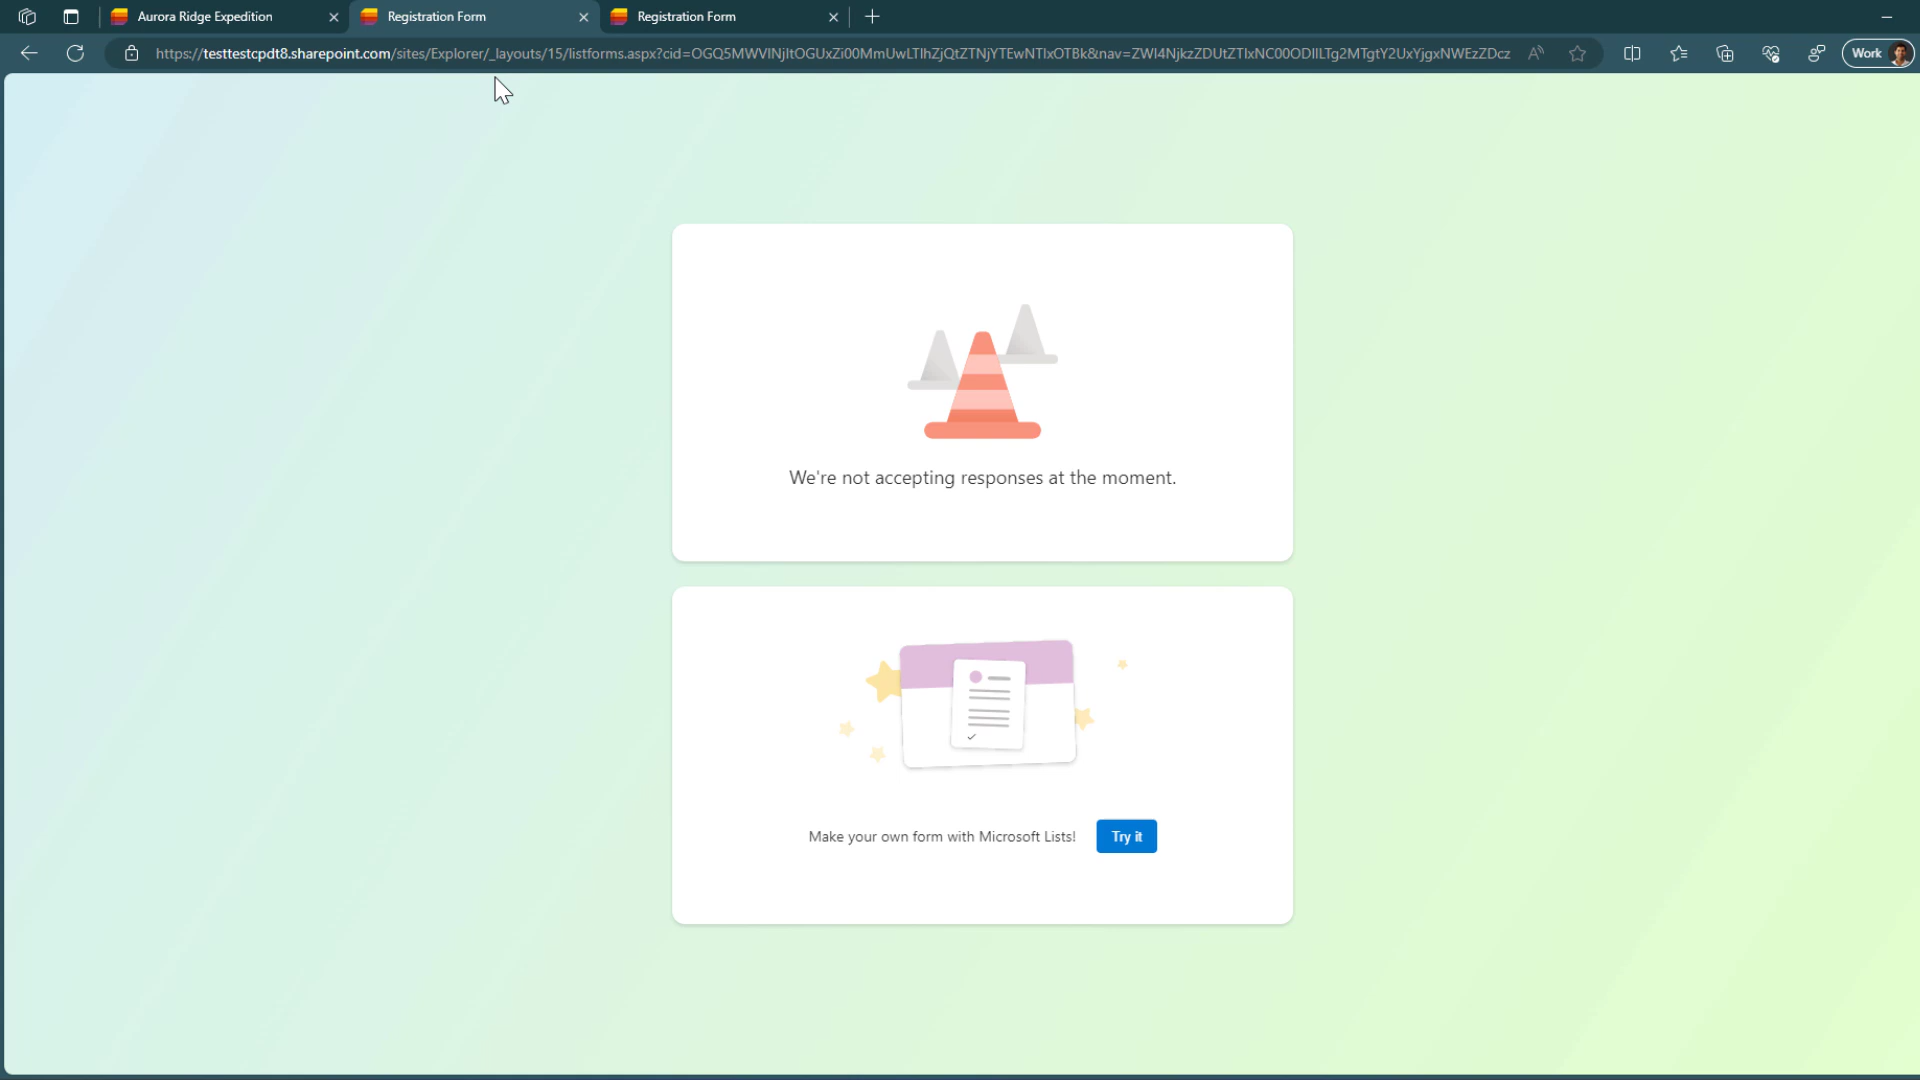 Aurora Ridge Expedition
Registration Form
Registration Form
https://testtestcpdt8.sharepoint.com/sites/Explorer/_layouts/15/listforms.aspx?cid=OGQ5MWVlNjItOGUxZi00MmUwLTlhZjQtZTNjYTEwNTIxOTBk&nav=ZWI4NjkzZDUtZTIxNC00ODllLTg2MTgtY2UxYjgxNWEzZDcz
Work
We're not accepting responses at the moment.
Make your own form with Microsoft Lists!
Try it